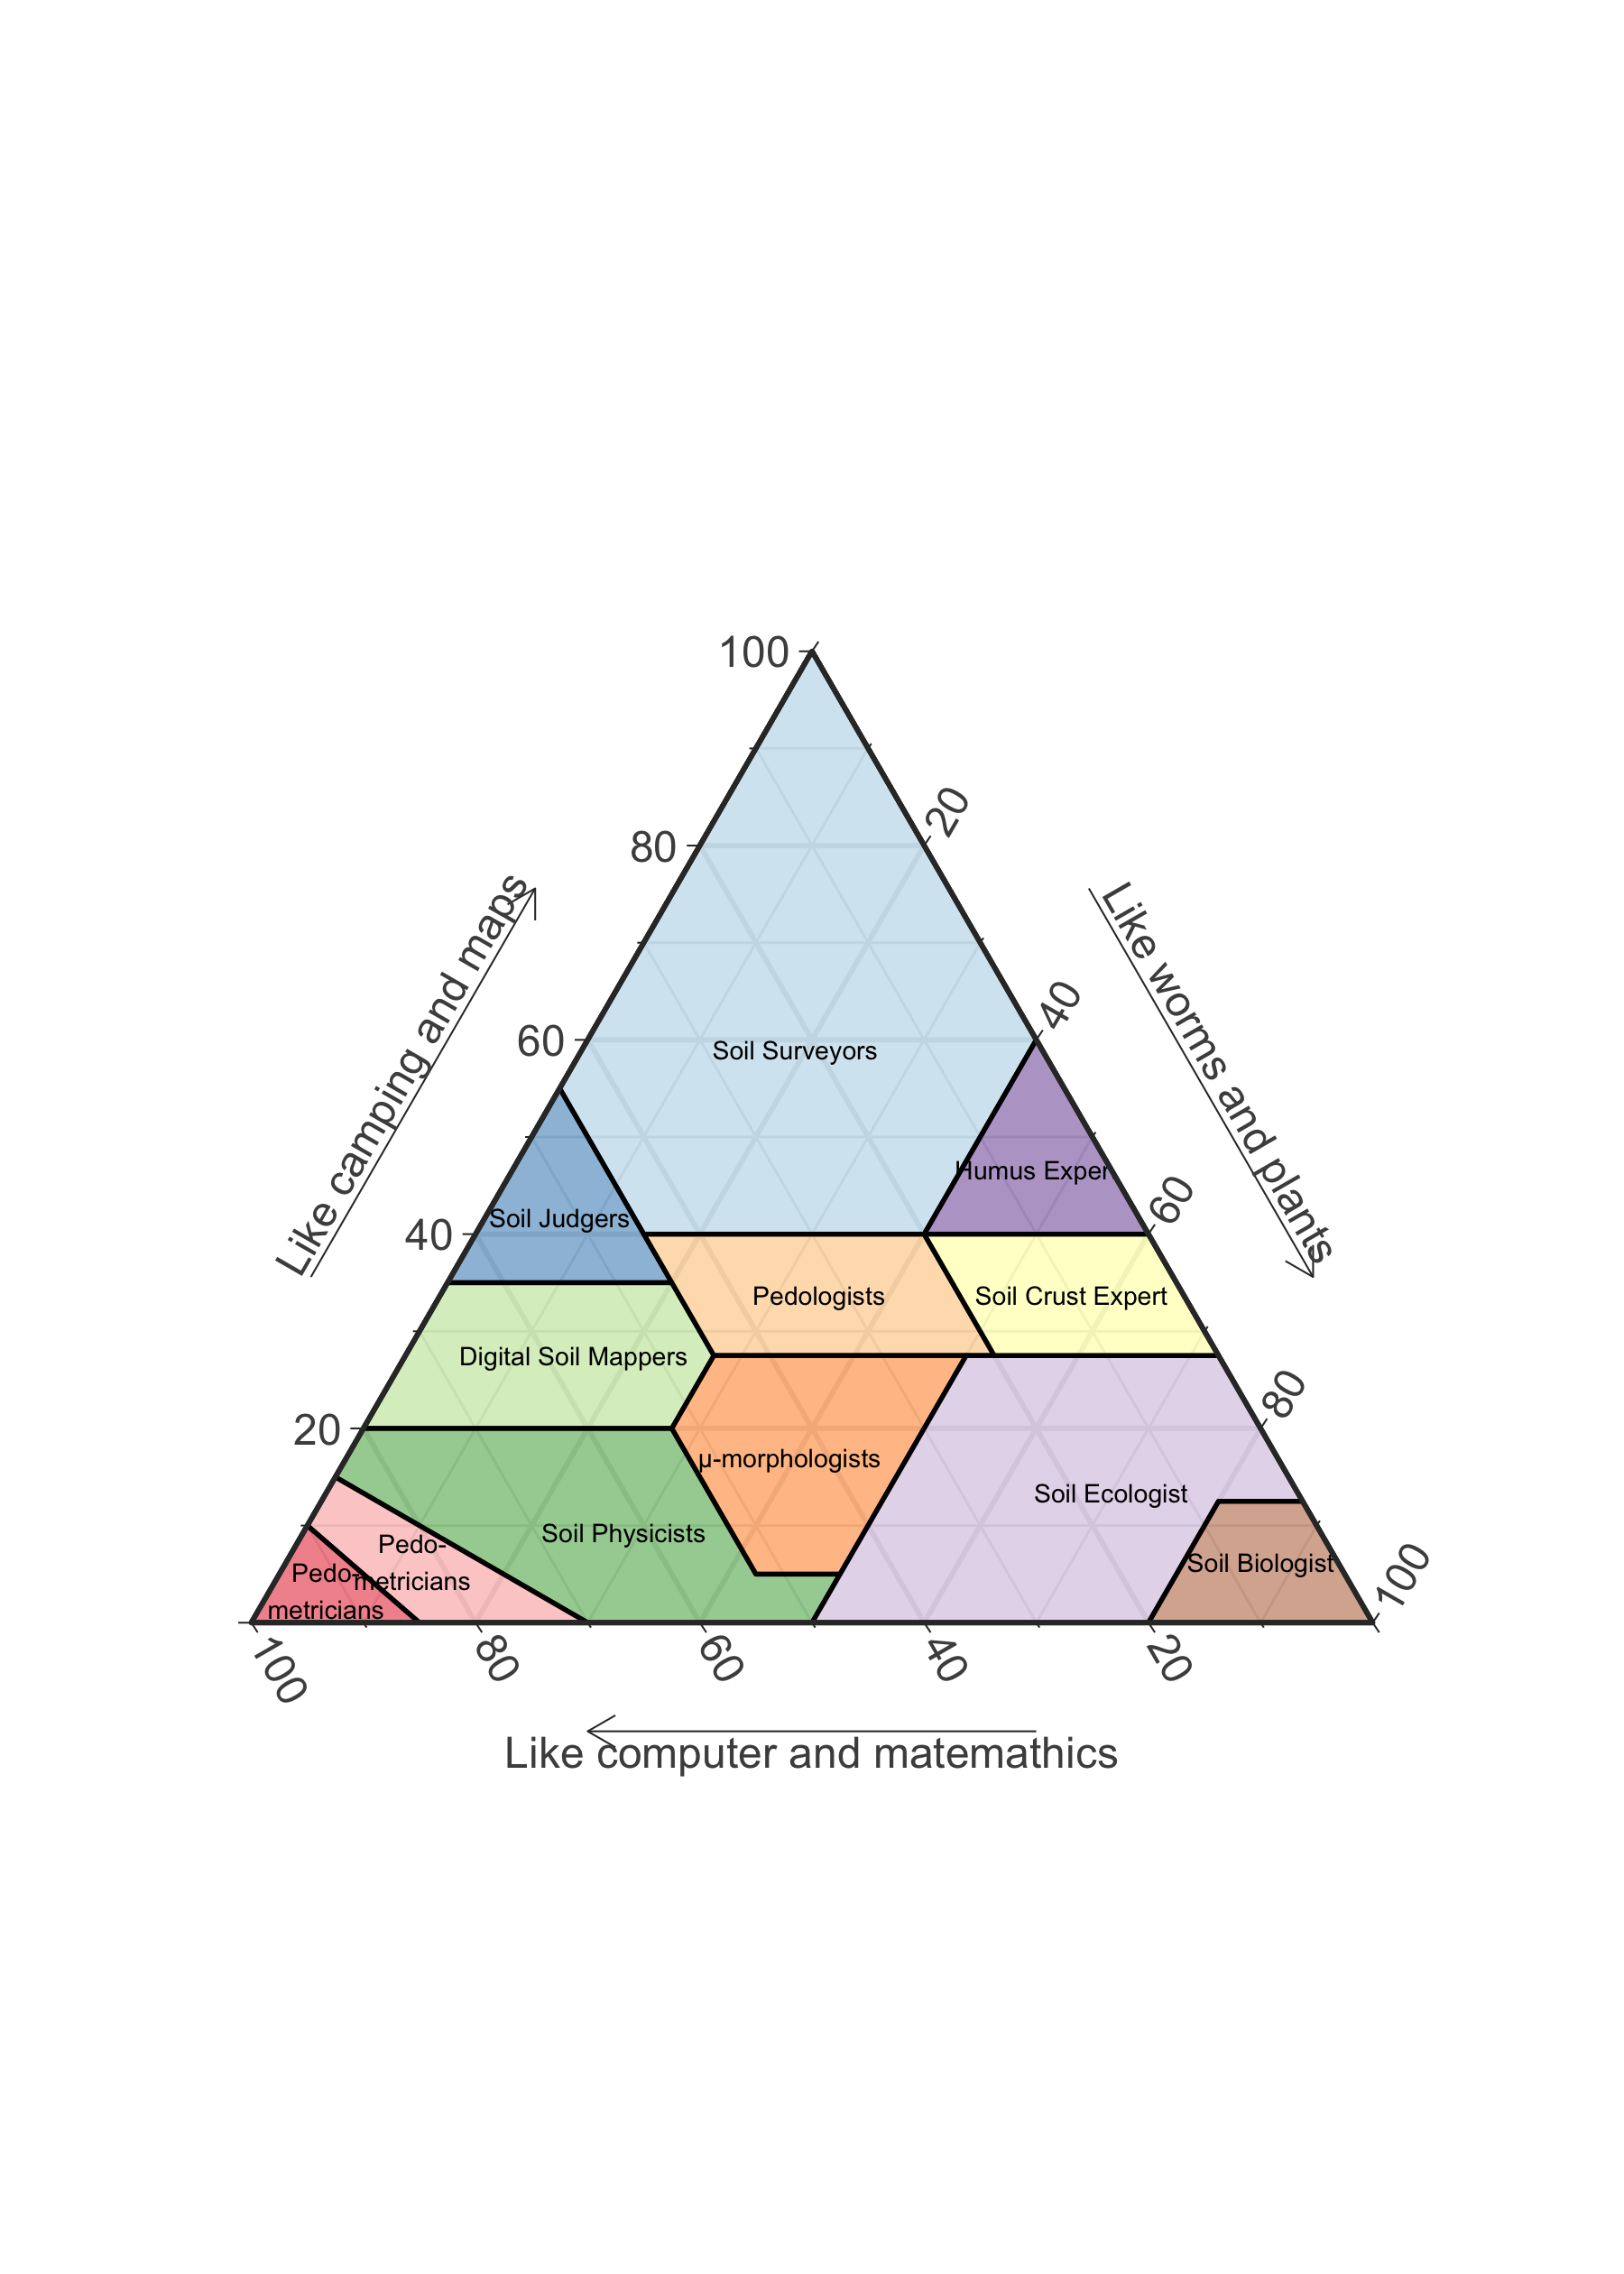 100
20
80
Like camping and maps
Like worms and plants
40
60
Soil Surveyors
Humus Exper
60
Soil Judgers
40
Pedologists
Soil Crust Expert
Digital Soil Mappers
80
20
µ-morphologists
Soil Ecologist
Soil Physicists
Pedo-
metricians
Pedo-
metricians
Soil Biologist
100
100
80
60
40
20
Like computer and matemathics